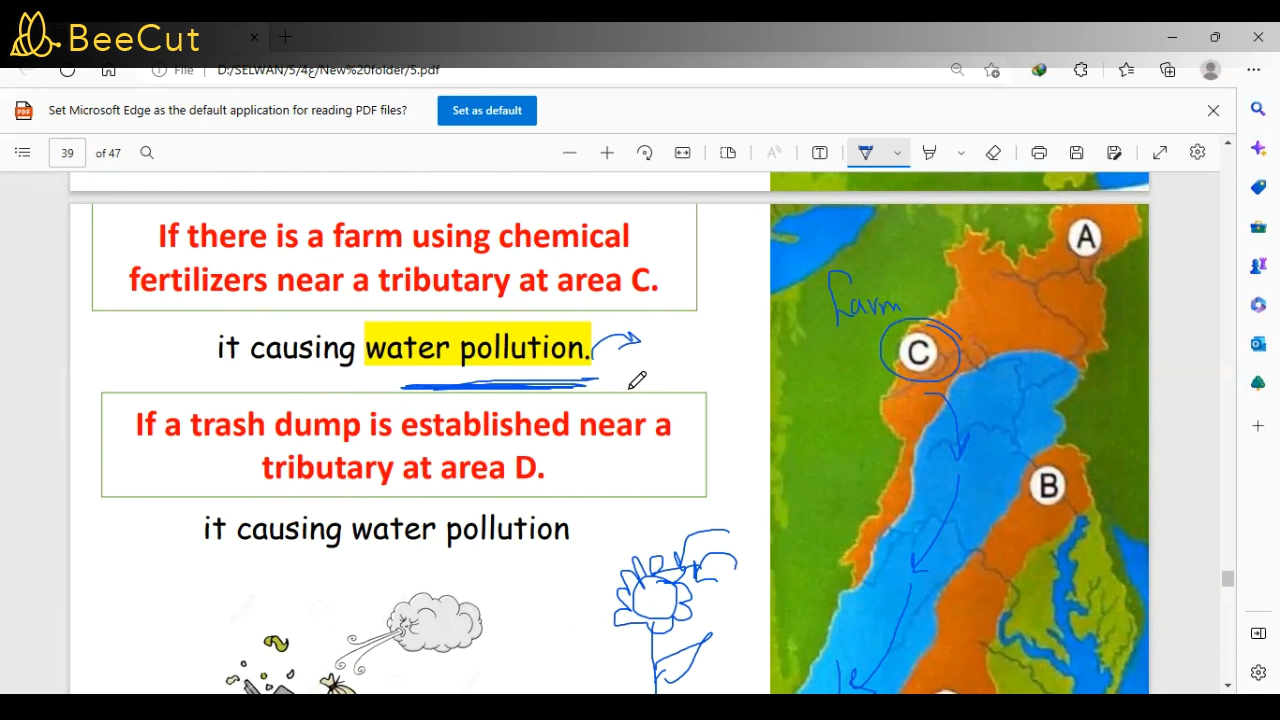 BeeCut
File D:/SELWAN/5/4ع/New%20folder/5.pdf
Set Microsoft Edge as the default application for reading PDF files? Set as default
39 of 47
If there is a farm using chemical
fertilizers near a tributary at area C.
it causing water pollution.
If a trash dump is established near a
tributary at area D.
it causing water pollution
A
farm
C
B